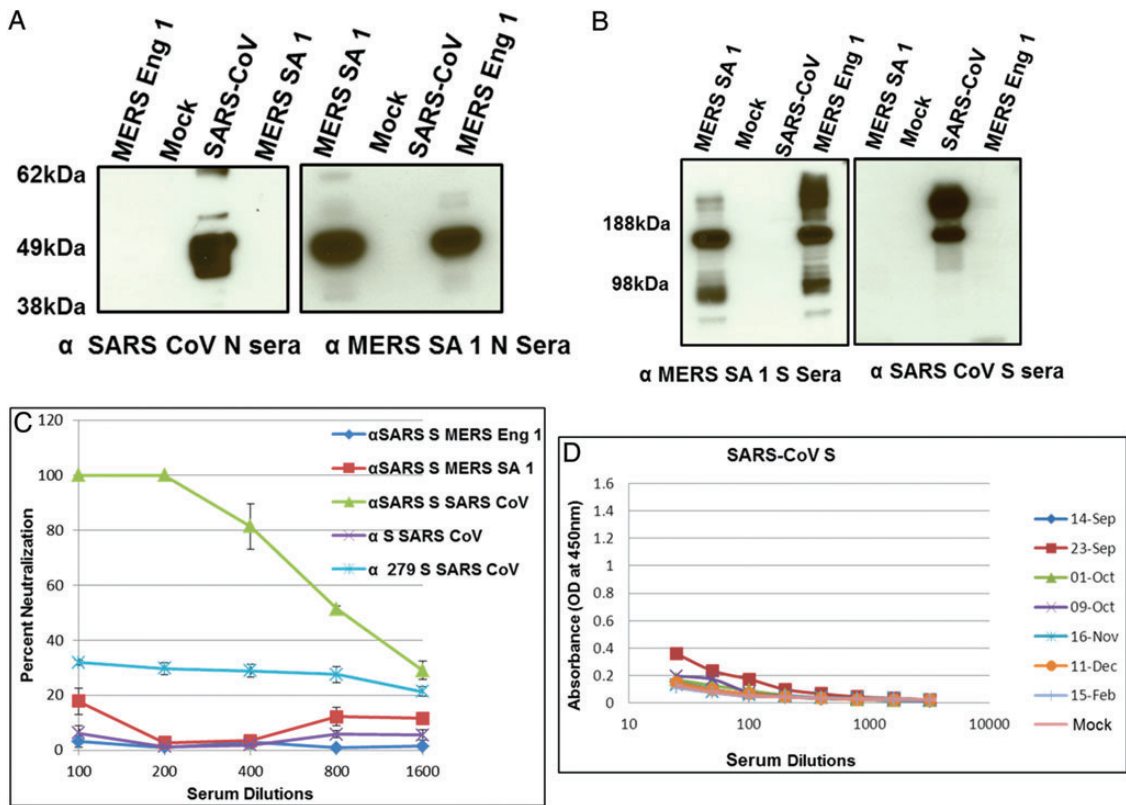 A
MERS Eng 1
Mock
SARS-CoV
MERS SA 1
MERS SA 1
Mock
SARS-CoV
MERS Eng 1
62kDa
49kDa
38kDa
α SARS CoV N sera
α MERS SA 1 N Sera
B
MERS SA 1
Mock
SARS-CoV
MERS Eng 1
MERS SA 1
Mock
SARS-CoV
MERS Eng 1
188kDa
98kDa
α MERS SA 1 S Sera
α SARS CoV S sera
C
120
100
80
60
40
20
0
Percent Neutralization
100
200
400
800
1600
Serum Dilutions
αSARS S MERS Eng 1
αSARS S MERS SA 1
αSARS S SARS CoV
α S SARS CoV
α 279 S SARS CoV
D
SARS-CoV S
1.6
1.4
1.2
1
0.8
0.6
0.4
0.2
0
Absorbance (OD at 450nm)
10
100
1000
10000
Serum Dilutions
14-Sep
23-Sep
01-Oct
09-Oct
16-Nov
11-Dec
15-Feb
Mock